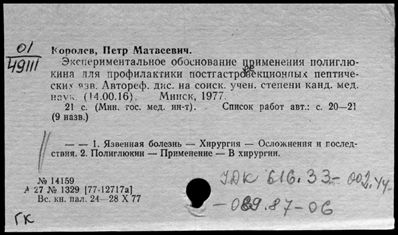 01/49111
Королев, Петр Матвеевич.
Экспериментальное обоснование применения полиглю-
кина для профилактики постгастрорезекционных пептиче-
ских язв. Автореф. дис. на соиск. учен. степени канд. мед.
наук. (14.00.16). Минск, 1977.
21 с. (Мин. гос. мед. ин-т). Список работ авт.: с. 20—21
(9 назв.)
— — 1. Язвенная болезнь — Хирургия — Осложнения и послед-
ствия. 2. Полиглюкин — Применение — В хирургии.
№ 14159
А 27 № 1329 [77-12717а]
Вс. кн. пал. 24—28 X 77
УДК 616.33-002.44-
-089.87-06
ГК